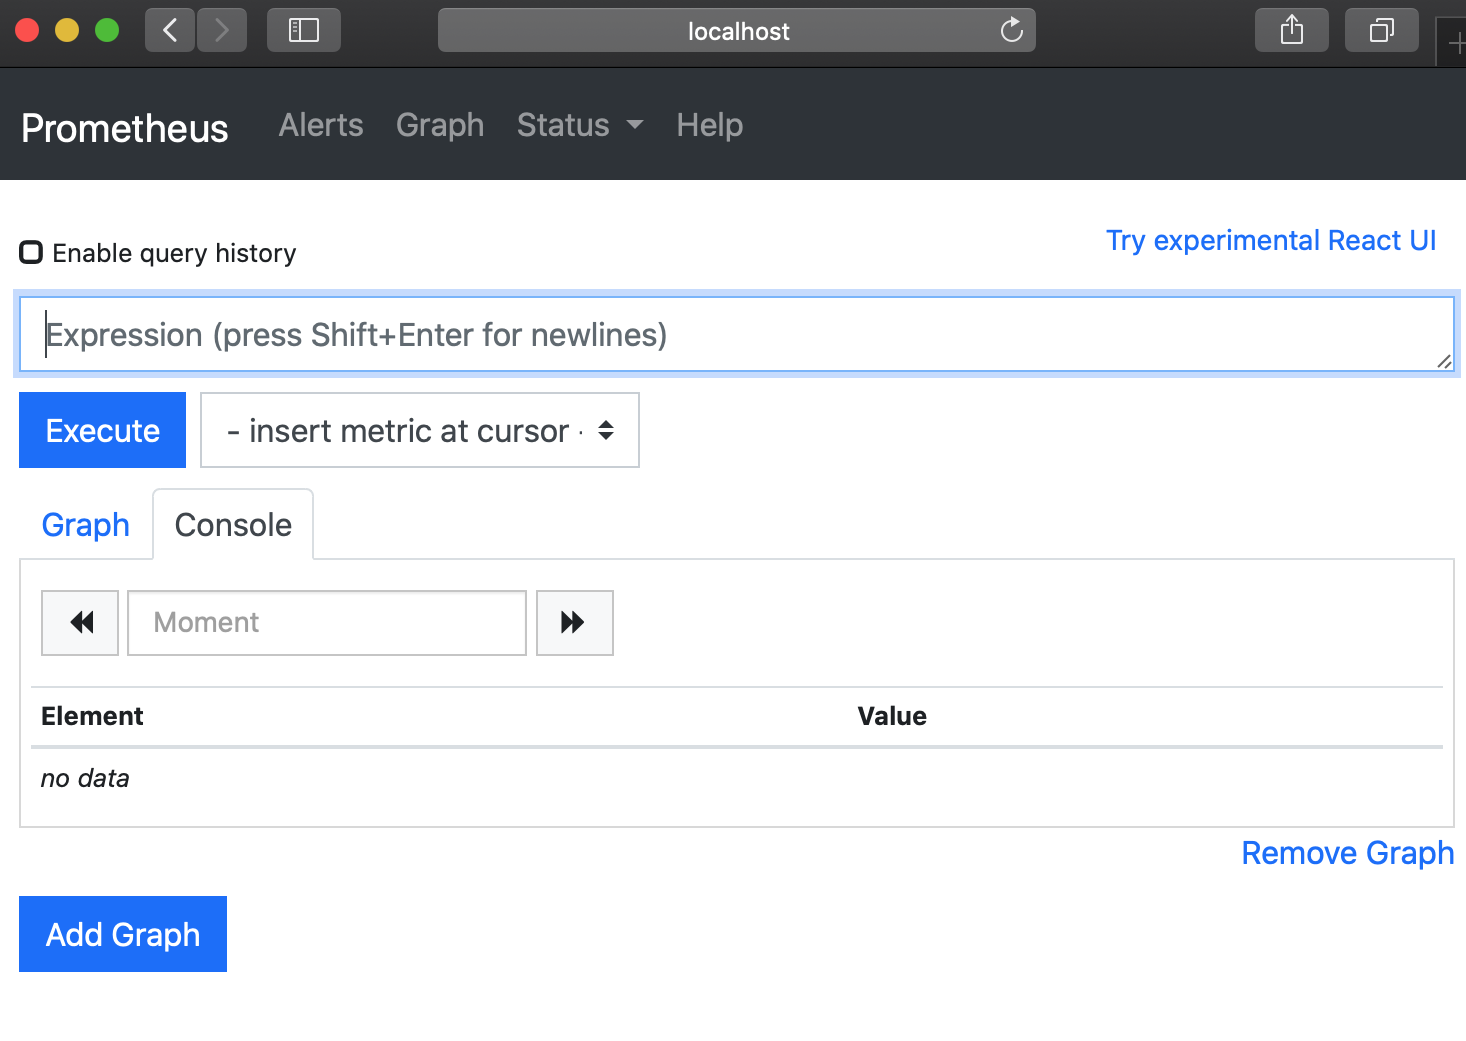 localhost
Prometheus Alerts Graph Status Help
Try experimental React UI
Enable query history
Expression (press Shift+Enter for newlines)
Execute - insert metric at cursor -
Graph Console
Moment
Element Value
no data
Remove Graph
Add Graph